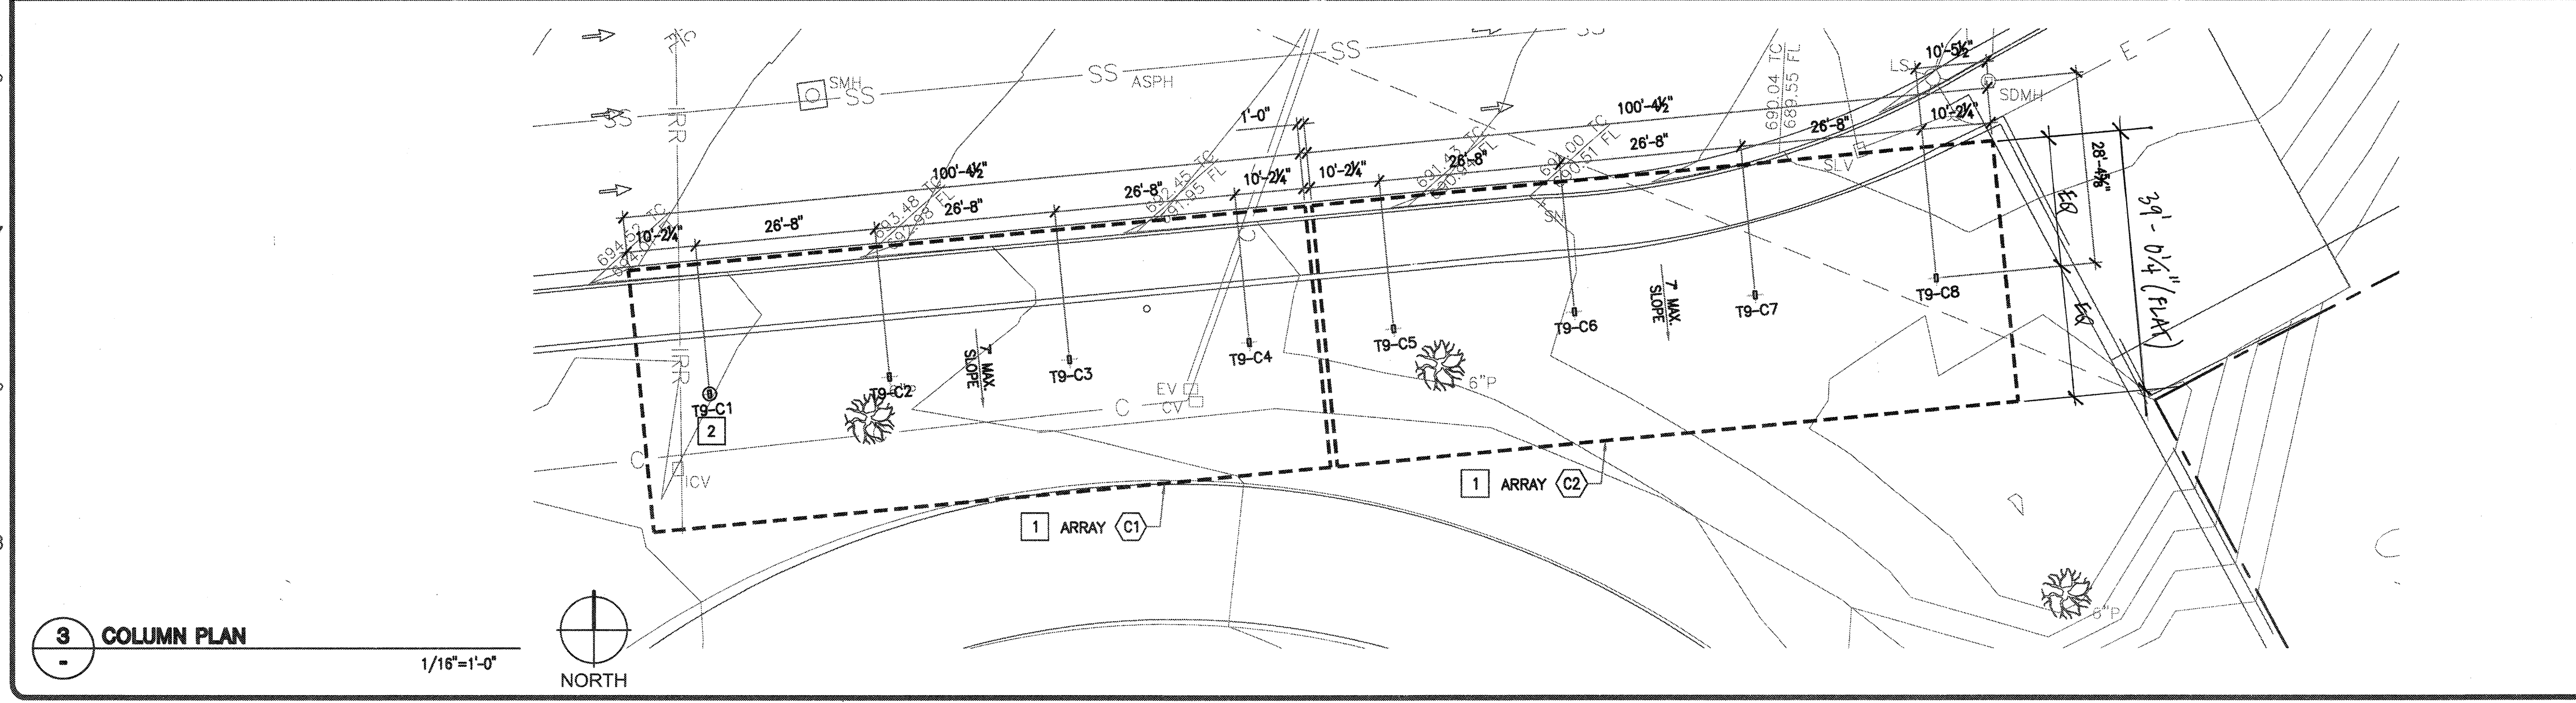 SS
SMH
SS
SS
ASPH
SS
SS
IRR
IRR
C
FL
10'-5½"
LS
SDMH
E
10'-2¼"
690.04 TC
689.55 FL
100'-4½"
1'-0"
26'-8"
26'-8"
26'-8"
10'-2¼"
SLV
28'-4⅝"
EQ
EQ
39' - 0¼" (FLAT)
100'-4½"
10'-2¼"
26'-8"
26'-8"
26'-8"
10'-2¼"
693.48 TC
692.98 FL
692.45 TC
691.43 TC
690.51 FL
SN
C
T9-C1
2
T9-C2
T9-C3
T9-C4
T9-C5
T9-C6
T9-C7
T9-C8
7° MAX.
SLOPE
7° MAX.
SLOPE
EV
CV
C
C
ICV
6"P
6"P
1 ARRAY C1
1 ARRAY C2
3
-
COLUMN PLAN
1/16"=1'-0"
NORTH